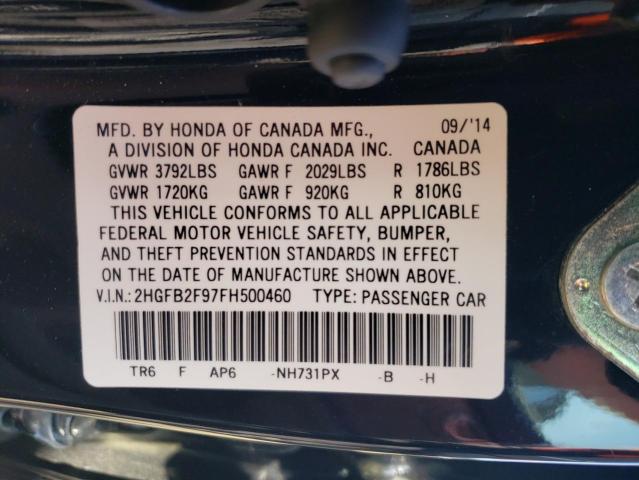 MFD. BY HONDA OF CANADA MFG., 09/'14
A DIVISION OF HONDA CANADA INC. CANADA
GVWR 3792LBS GAWR F 2029LBS R 1786LBS
GVWR 1720KG GAWR F 920KG R 810KG
THIS VEHICLE CONFORMS TO ALL APPLICABLE
FEDERAL MOTOR VEHICLE SAFETY, BUMPER,
AND THEFT PREVENTION STANDARDS IN EFFECT
ON THE DATE OF MANUFACTURE SHOWN ABOVE.
V.I.N.: 2HGFB2F97FH500460 TYPE: PASSENGER CAR
TR6 F AP6 -NH731PX -B -H